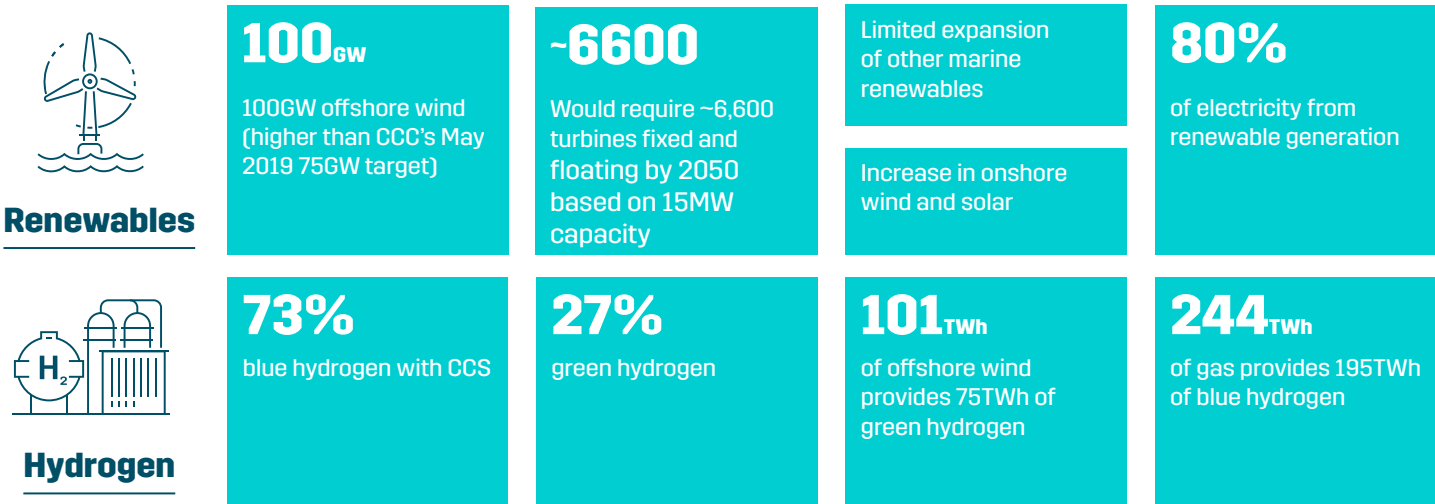 Renewables
100GW
100GW offshore wind
(higher than CCC's May
2019 75GW target)
~6600
Would require ~6,600
turbines fixed and
floating by 2050
based on 15MW
capacity
Limited expansion
of other marine
renewables
Increase in onshore
wind and solar
80%
of electricity from
renewable generation
H2
Hydrogen
73%
blue hydrogen with CCS
27%
green hydrogen
101TWh
of offshore wind
provides 75TWh of
green hydrogen
244TWh
of gas provides 195TWh
of blue hydrogen